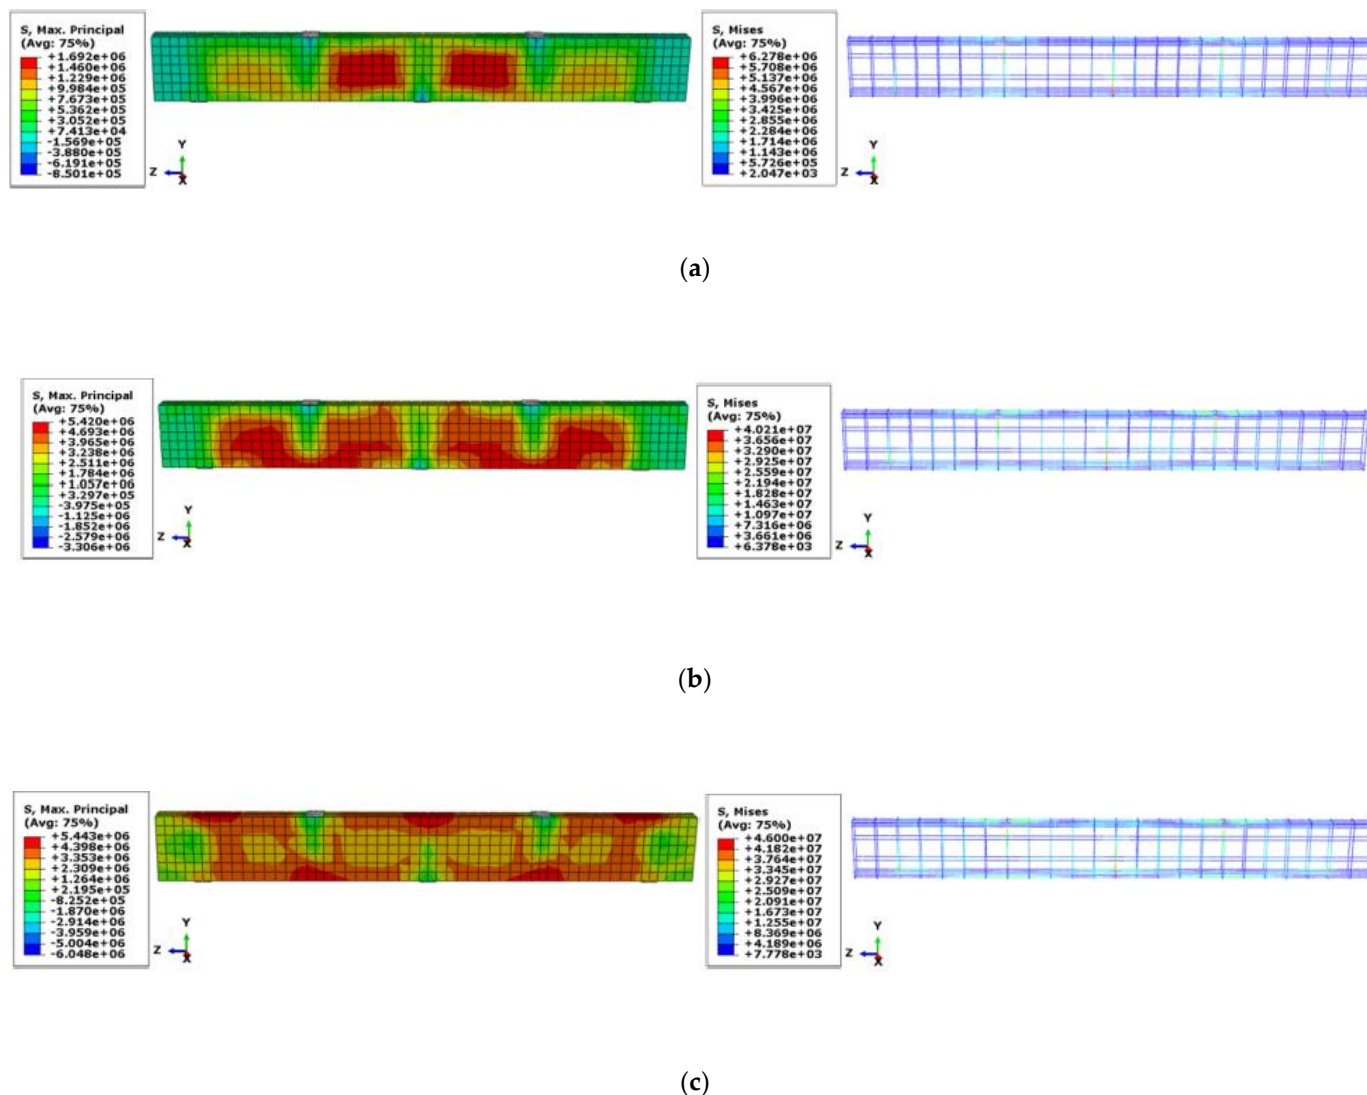 S, Max. Principal
(Avg: 75%)
+1.692e+06
+1.460e+06
+1.229e+06
+9.984e+05
+7.673e+05
+5.362e+05
+3.052e+05
+7.413e+04
-1.569e+05
-3.880e+05
-6.191e+05
-8.501e+05
Y
Z
X
S, Mises
(Avg: 75%)
+6.278e+06
+5.708e+06
+5.137e+06
+4.567e+06
+3.996e+06
+3.425e+06
+2.855e+06
+2.284e+06
+1.714e+06
+1.143e+06
+5.726e+05
+2.047e+03
Y
Z
X
(a)
S, Max. Principal
(Avg: 75%)
+5.420e+06
+4.693e+06
+3.965e+06
+3.238e+06
+2.511e+06
+1.784e+06
+1.057e+06
+3.297e+05
-3.975e+05
-1.125e+06
-1.852e+06
-2.579e+06
-3.306e+06
Y
Z
X
S, Mises
(Avg: 75%)
+4.021e+07
+3.656e+07
+3.290e+07
+2.925e+07
+2.559e+07
+2.194e+07
+1.828e+07
+1.463e+07
+1.097e+07
+7.316e+06
+3.661e+06
+6.378e+03
Y
Z
X
(b)
S, Max. Principal
(Avg: 75%)
+5.443e+06
+4.398e+06
+3.353e+06
+2.309e+06
+1.264e+06
+2.195e+05
-8.252e+05
-1.870e+06
-2.914e+06
-3.959e+06
-5.004e+06
-6.048e+06
Y
Z
X
S, Mises
(Avg: 75%)
+4.600e+07
+4.182e+07
+3.764e+07
+3.345e+07
+2.927e+07
+2.509e+07
+2.091e+07
+1.673e+07
+1.255e+07
+8.369e+06
+4.189e+06
+7.778e+03
Y
Z
X
(c)